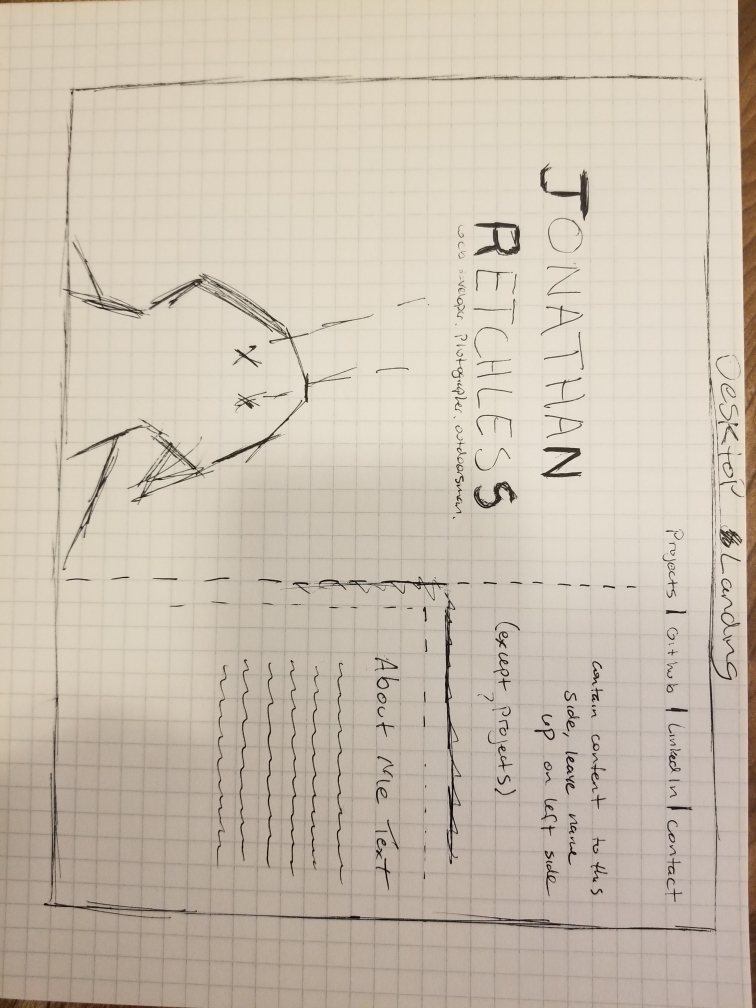 Desktop Landing
Projects | Github | LinkedIn | contact
JONATHAN
RETCHLESS
web developer. Photographer. outdoorsman.
contain content to this
side, leave name
up on left side
(except projects)
?
About Me Text